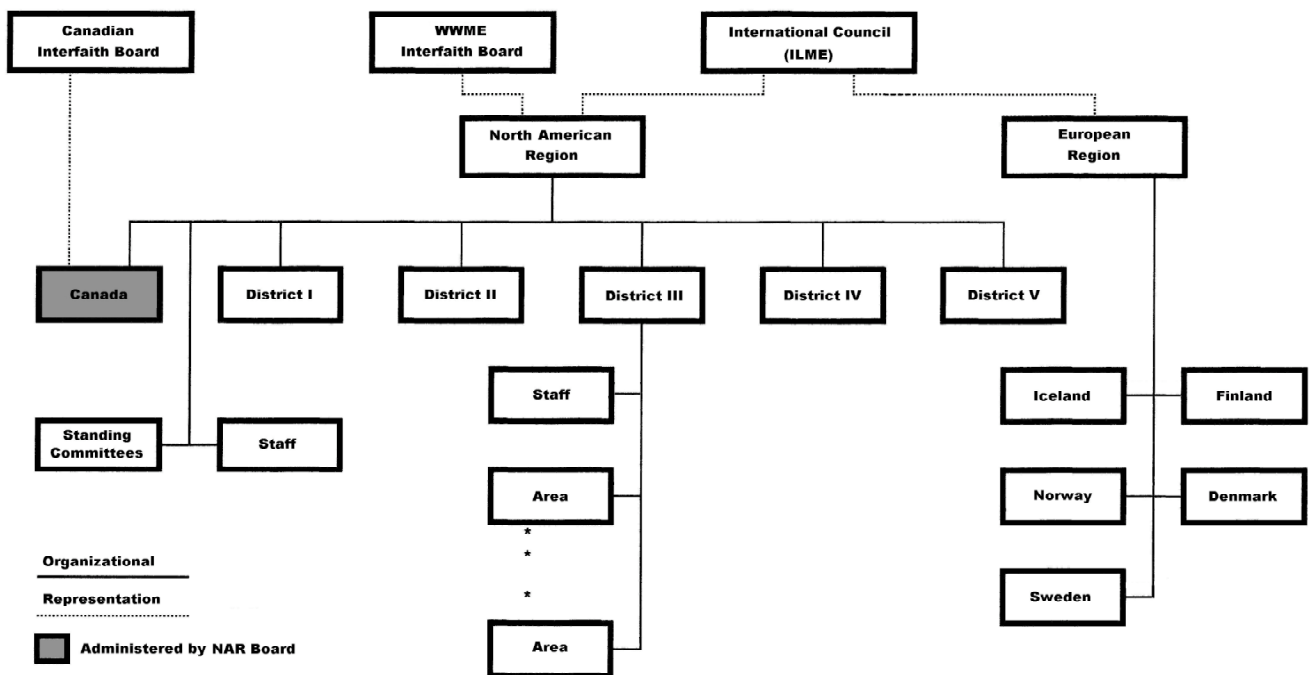 Canadian
Interfaith Board
WWME
Interfaith Board
International Council
(ILME)
North American
Region
European
Region
Canada
District I
District II
District III
District IV
District V
Staff
Iceland
Finland
Standing
Committees
Staff
Area
Norway
Denmark
*
*
*
Organizational
Representation
Sweden
Administered by NAR Board
Area